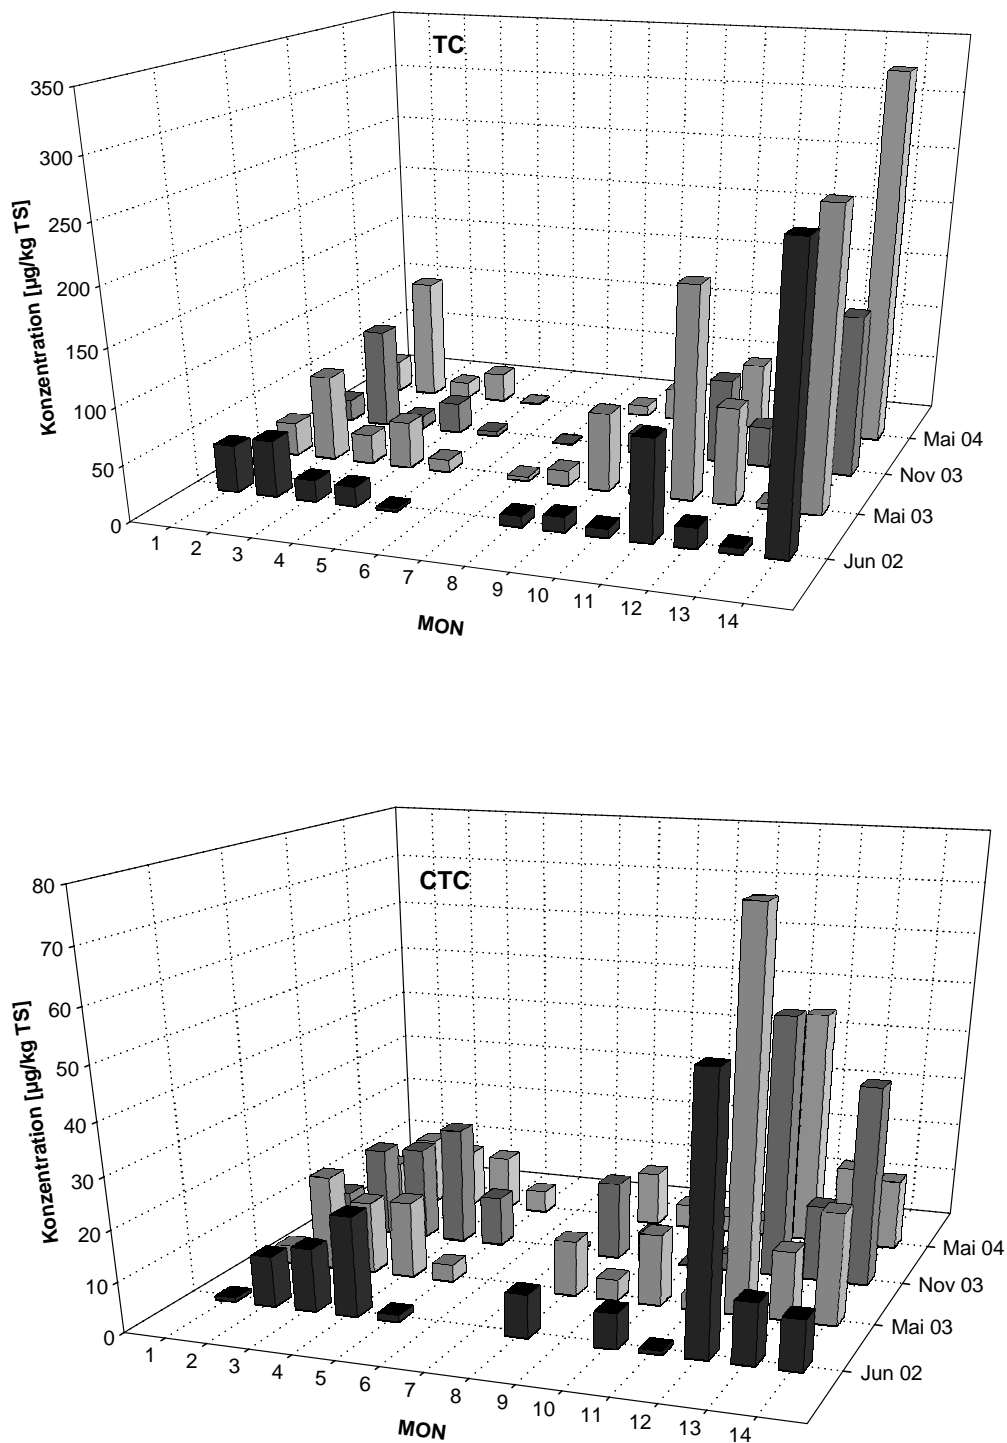 TC
Konzentration [µg/kg TS]
350
300
250
200
150
100
50
0
1 2 3 4 5 6 7 8 9 10 11 12 13 14
MON
Mai 04
Nov 03
Mai 03
Jun 02
CTC
Konzentration [µg/kg TS]
80
70
60
50
40
30
20
10
0
1 2 3 4 5 6 7 8 9 10 11 12 13 14
MON
Mai 04
Nov 03
Mai 03
Jun 02